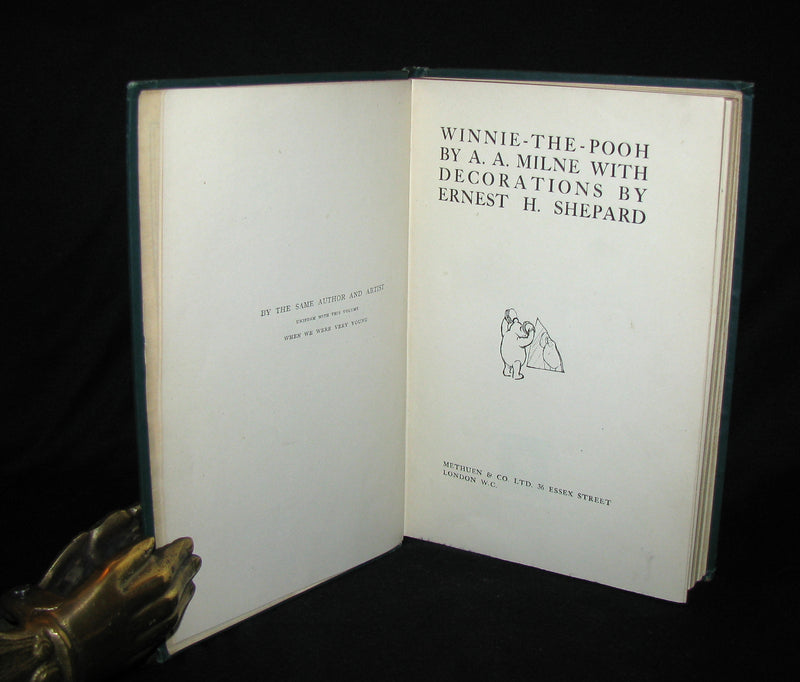 BY THE SAME AUTHOR AND ARTIST
UNIFORM WITH THIS VOLUME
WHEN WE WERE VERY YOUNG
WINNIE-THE-POOH
BY A. A. MILNE WITH
DECORATIONS BY
ERNEST H. SHEPARD
METHUEN & CO. LTD. 36 ESSEX STREET
LONDON W.C.